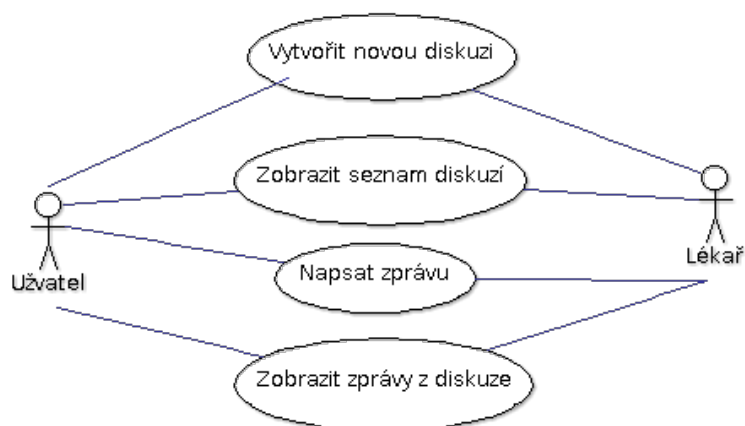 Vytvořit novou diskuzi
Zobrazit seznam diskuzí
Užvatel
Lékař
Napsat zprávu
Zobrazit zprávy z diskuze